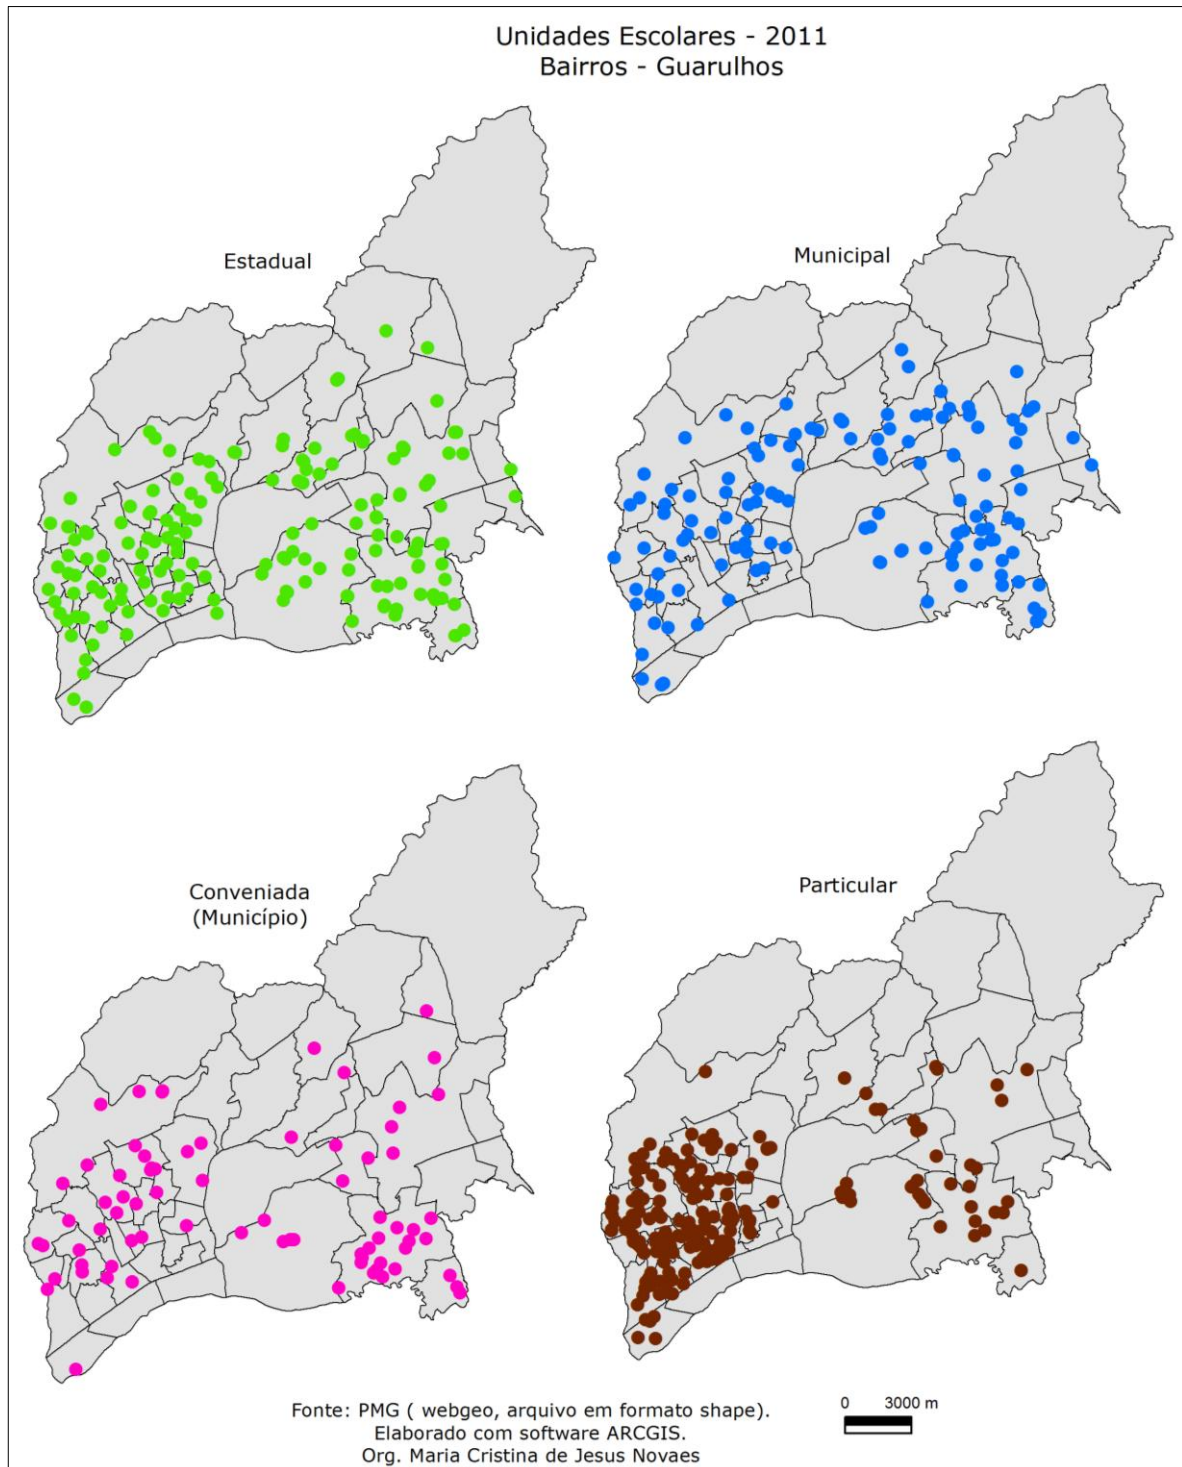 Unidades Escolares - 2011
Bairros - Guarulhos
Estadual
Municipal
Conveniada
(Município)
Particular
0 3000 m
Fonte: PMG ( webgeo, arquivo em formato shape).
Elaborado com software ARCGIS.
Org. Maria Cristina de Jesus Novaes